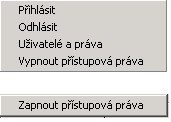 Přihlásit
Odhlásit
Uživatelé a práva
Vypnout přístupová práva
Zapnout přístupová práva